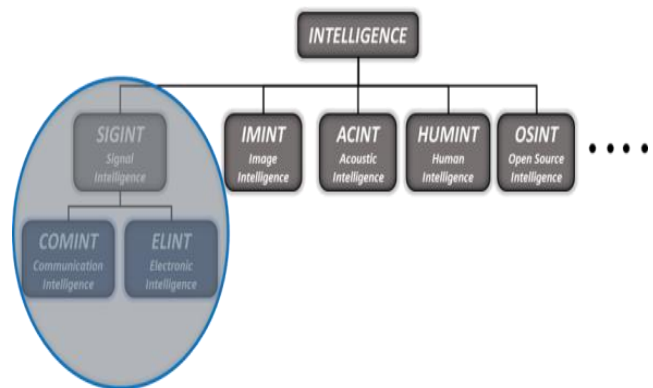 INTELLIGENCE
SIGINT
Signal
Intelligence
IMINT
Image
Intelligence
ACINT
Acoustic
Intelligence
HUMINT
Human
Intelligence
OSINT
Open Source
Intelligence
COMINT
Communication
Intelligence
ELINT
Electronic
Intelligence